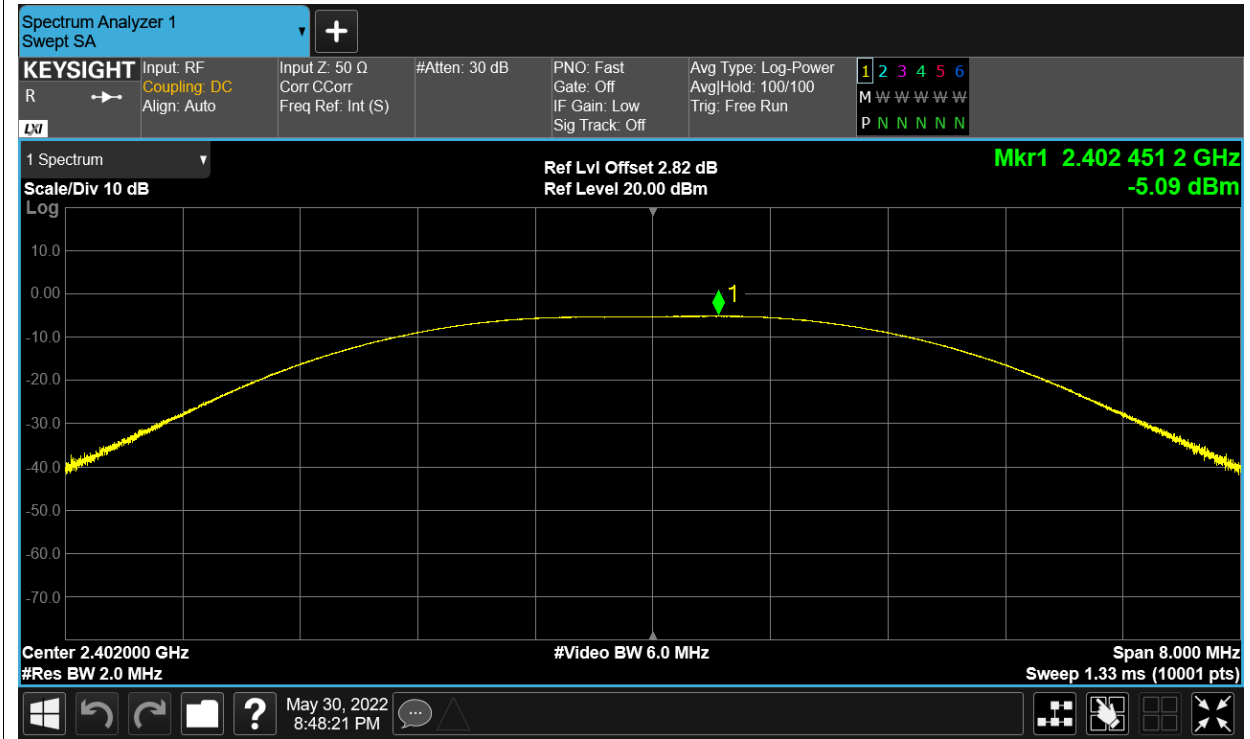 Spectrum Analyzer 1
Swept SA
+
KEYSIGHT
R
LXI
Input: RF
Coupling: DC
Align: Auto
Input Z: 50 Ω
Corr CCorr
Freq Ref: Int (S)
#Atten: 30 dB
PNO: Fast
Gate: Off
IF Gain: Low
Sig Track: Off
Avg Type: Log-Power
Avg|Hold: 100/100
Trig: Free Run
1 2 3 4 5 6
M W W W W W
P N N N N N
1 Spectrum
Scale/Div 10 dB
Log
Ref Lvl Offset 2.82 dB
Ref Level 20.00 dBm
Mkr1 2.402 451 2 GHz
-5.09 dBm
10.0
0.00
-10.0
-20.0
-30.0
-40.0
-50.0
-60.0
-70.0
1
Center 2.402000 GHz
#Res BW 2.0 MHz
#Video BW 6.0 MHz
Span 8.000 MHz
Sweep 1.33 ms (10001 pts)
?
May 30, 2022
8:48:21 PM